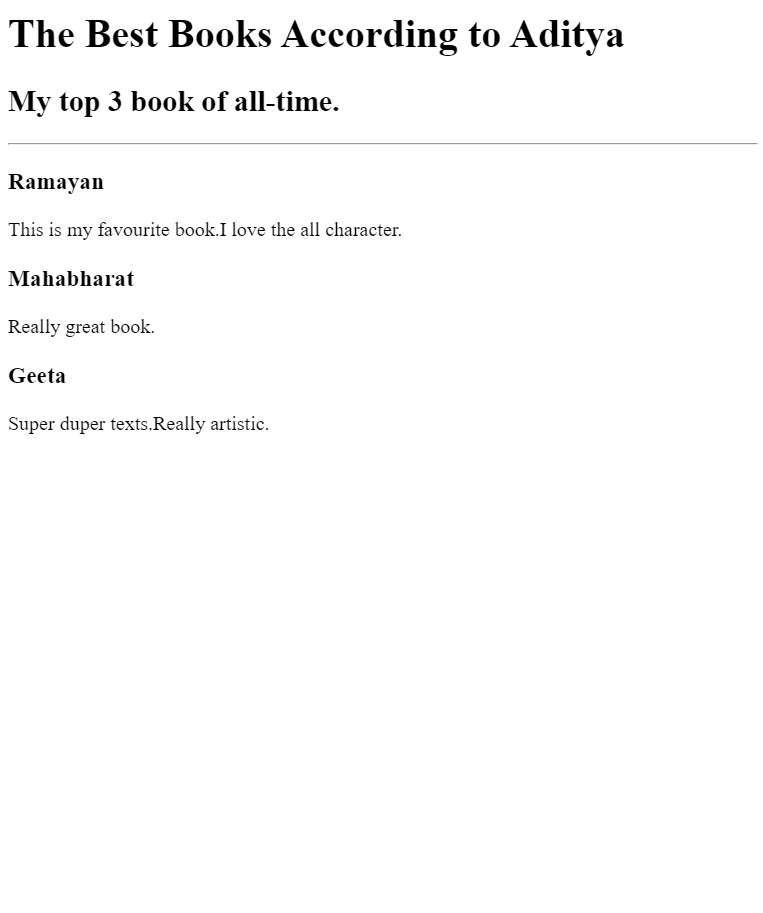 The Best Books According to Aditya
My top 3 book of all-time.
Ramayan
This is my favourite book.I love the all character.
Mahabharat
Really great book.
Geeta
Super duper texts.Really artistic.